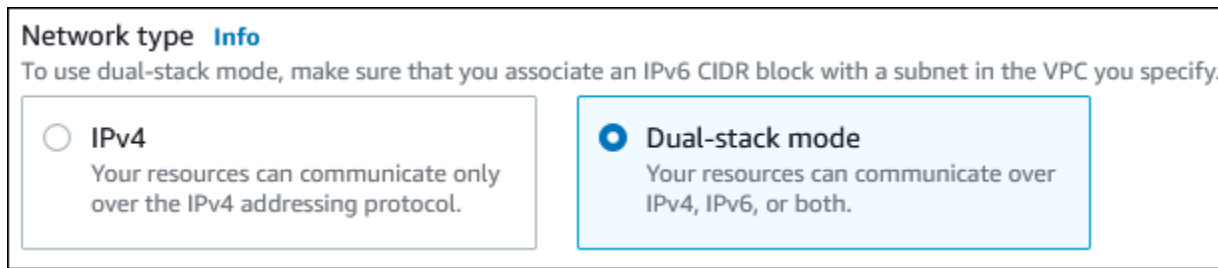 Network type Info
To use dual-stack mode, make sure that you associate an IPv6 CIDR block with a subnet in the VPC you specify.
IPv4
Your resources can communicate only
over the IPv4 addressing protocol.
Dual-stack mode
Your resources can communicate over
IPv4, IPv6, or both.